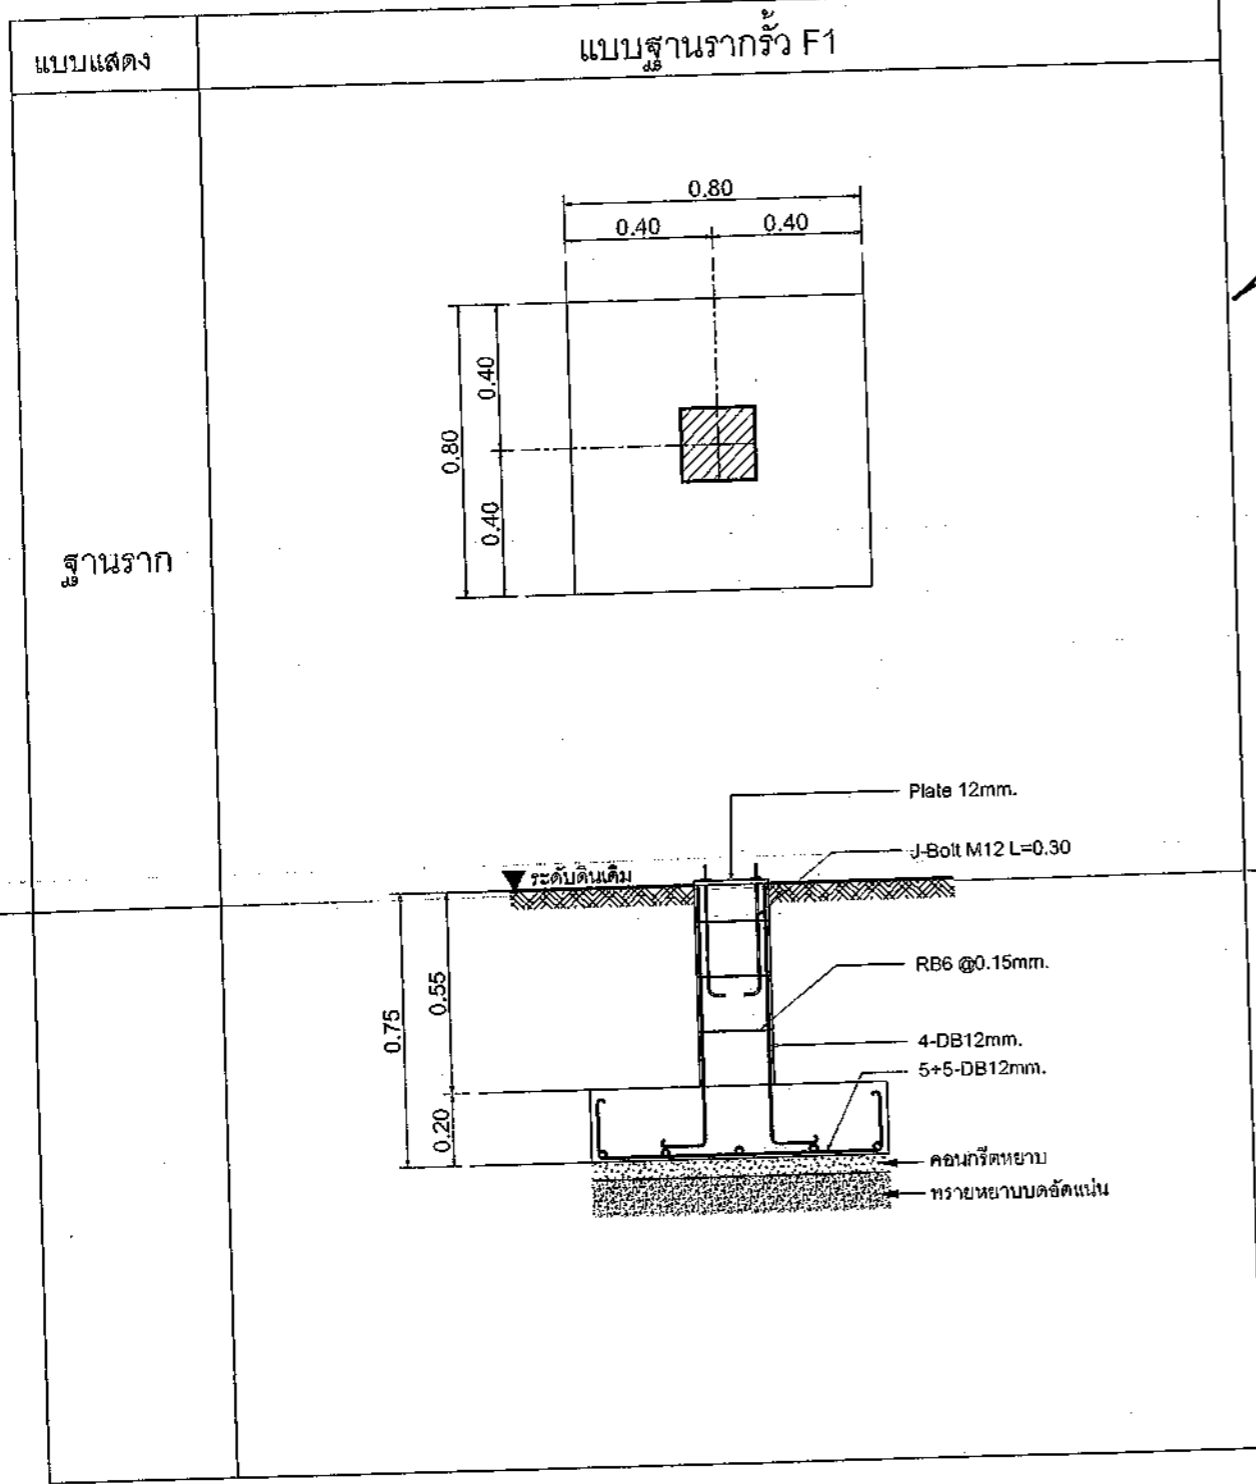 แบบแสดง
แบบฐานรากรั้ว F1
ฐานราก
0.80
0.40
0.40
0.40
0.80
0.40
Plate 12mm.
J-Bolt M12 L=0.30
ระดับดินเดิม
RB6 @0.15mm.
0.55
0.75
4-DB12mm.
5+5-DB12mm.
0.20
คอนกรีตหยาบ
ทรายหยาบบดอัดแน่น